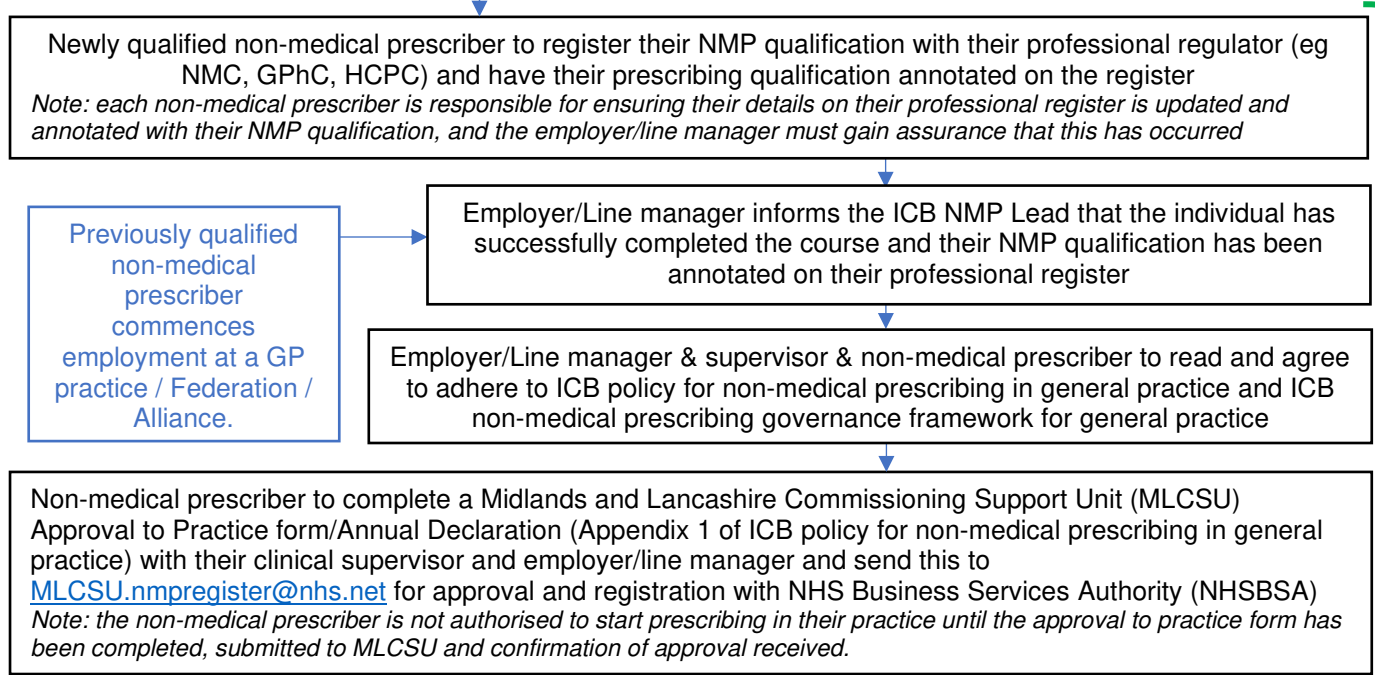 Newly qualified non-medical prescriber to register their NMP qualification with their professional regulator (eg
NMC, GPhC, HCPC) and have their prescribing qualification annotated on the register
Note: each non-medical prescriber is responsible for ensuring their details on their professional register is updated and
annotated with their NMP qualification, and the employer/line manager must gain assurance that this has occurred
Previously qualified
non-medical
prescriber
commences
employment at a GP
practice / Federation /
Alliance.
Employer/Line manager informs the ICB NMP Lead that the individual has
successfully completed the course and their NMP qualification has been
annotated on their professional register
Employer/Line manager & supervisor & non-medical prescriber to read and agree
to adhere to ICB policy for non-medical prescribing in general practice and ICB
non-medical prescribing governance framework for general practice
Non-medical prescriber to complete a Midlands and Lancashire Commissioning Support Unit (MLCSU)
Approval to Practice form/Annual Declaration (Appendix 1 of ICB policy for non-medical prescribing in general
practice) with their clinical supervisor and employer/line manager and send this to
MLCSU.nmpregister@nhs.net for approval and registration with NHS Business Services Authority (NHSBSA)
Note: the non-medical prescriber is not authorised to start prescribing in their practice until the approval to practice form has
been completed, submitted to MLCSU and confirmation of approval received.